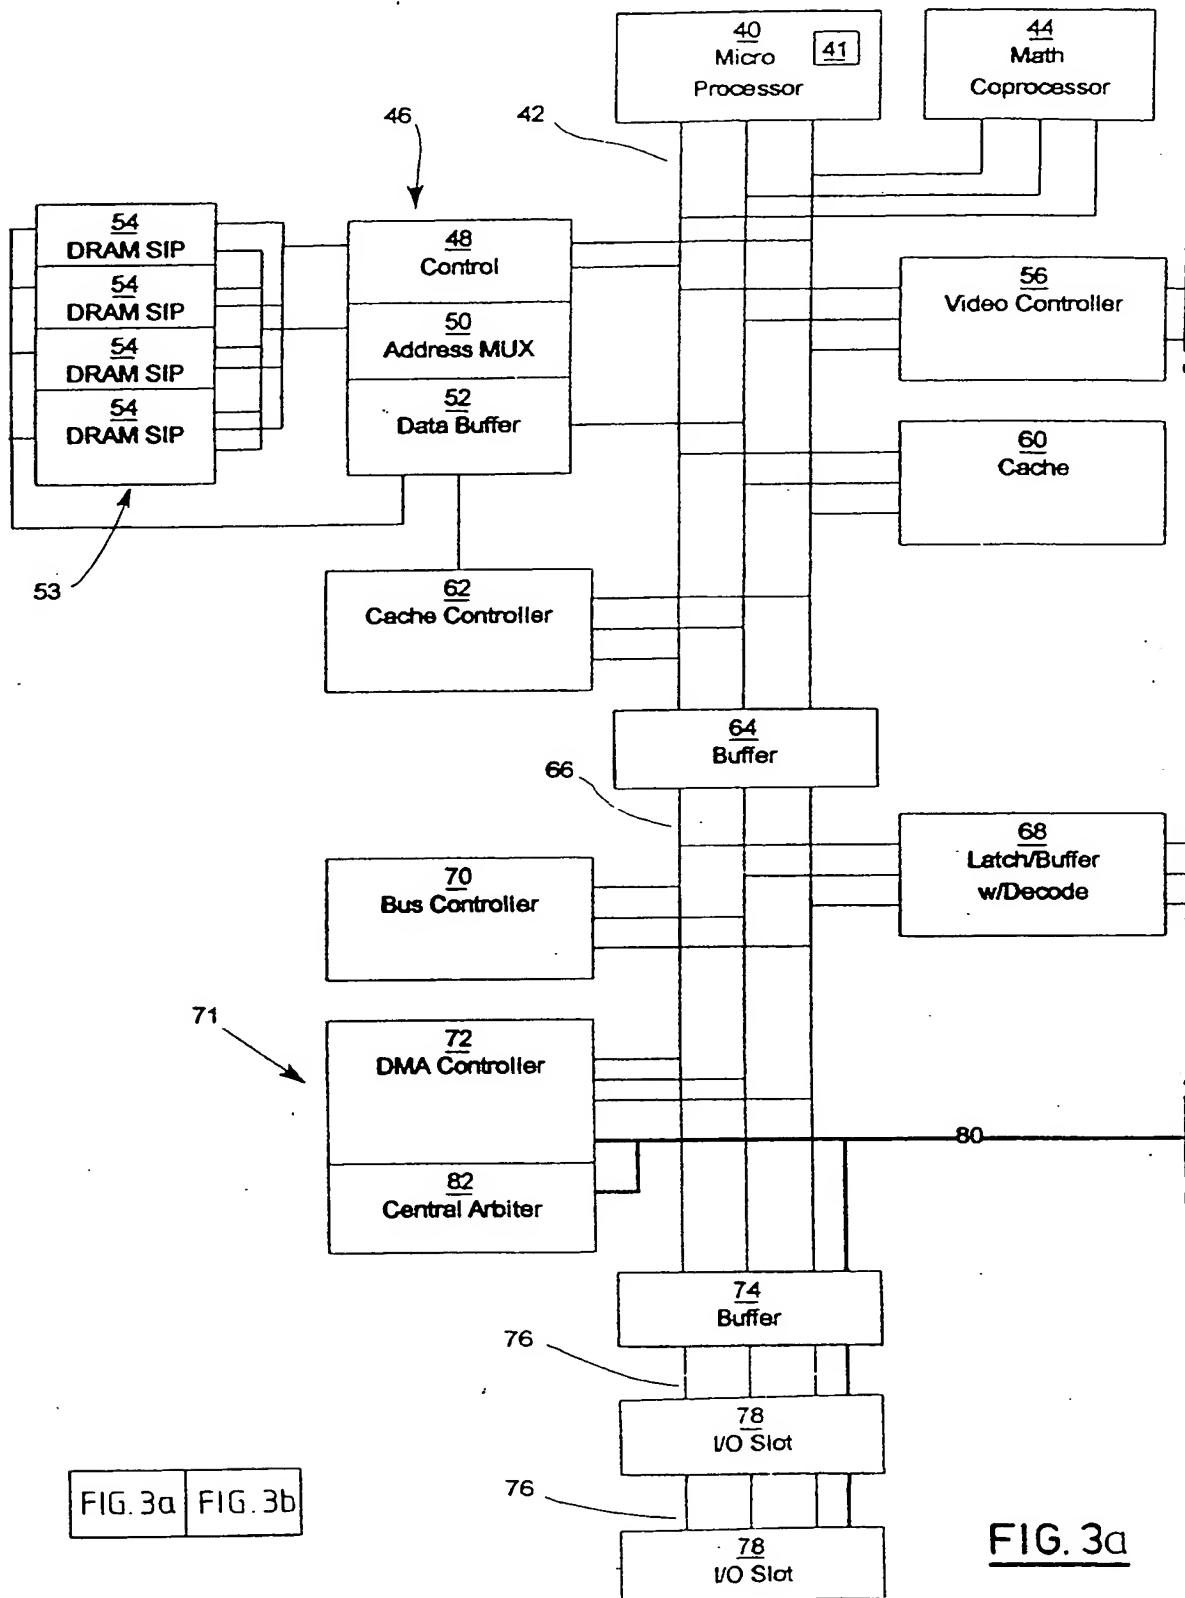 40
Micro
Processor
41
44
Math
Coprocessor
42
46
54
DRAM SIP
54
DRAM SIP
54
DRAM SIP
54
DRAM SIP
53
48
Control
50
Address MUX
52
Data Buffer
56
Video Controller
60
Cache
62
Cache Controller
64
Buffer
66
68
Latch/Buffer
w/Decode
70
Bus Controller
71
72
DMA Controller
80
82
Central Arbiter
74
Buffer
76
78
I/O Slot
76
78
I/O Slot
FIG. 3a
FIG. 3b
FIG. 3a